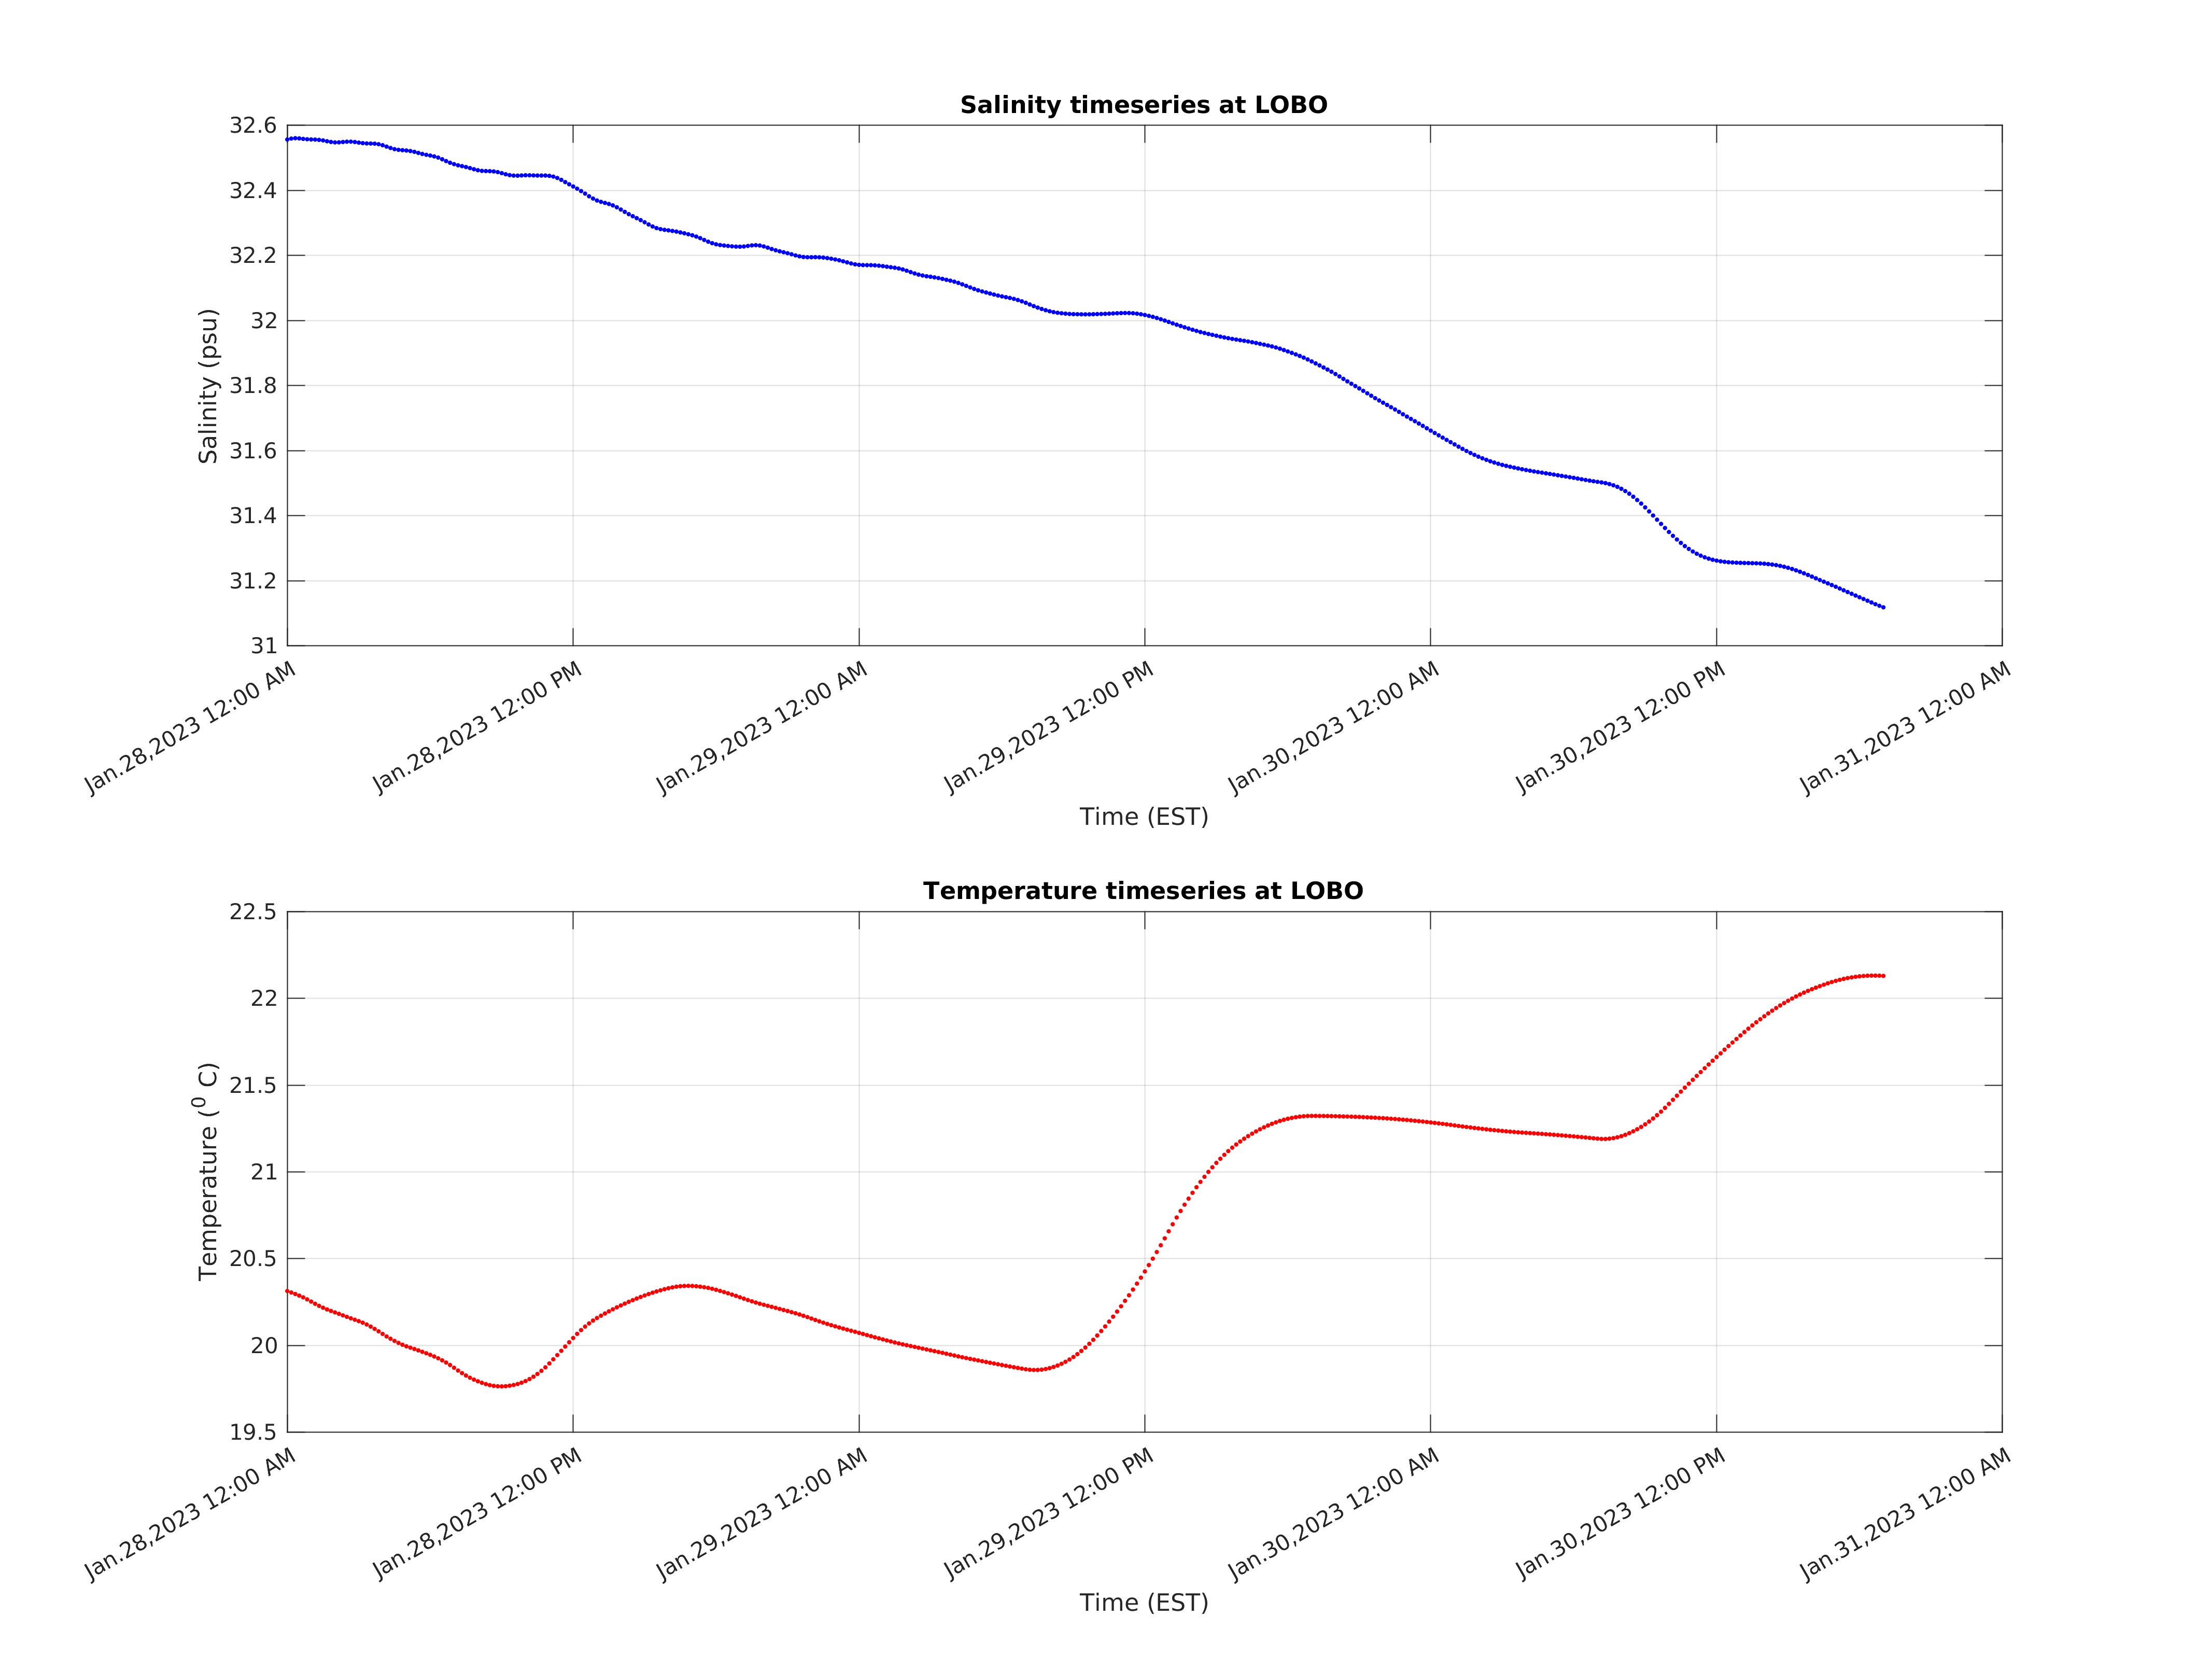 Salinity timeseries at LOBO
32.6
32.4
32.2
32
31.8
31.6
31.4
31.2
31
Salinity (psu)
Jan.28,2023 12:00 AM
Jan.28,2023 12:00 PM
Jan.29,2023 12:00 AM
Jan.29,2023 12:00 PM
Jan.30,2023 12:00 AM
Jan.30,2023 12:00 PM
Jan.31,2023 12:00 AM
Time (EST)
Temperature timeseries at LOBO
22.5
22
21.5
21
20.5
20
19.5
Temperature (⁰ C)
Jan.28,2023 12:00 AM
Jan.28,2023 12:00 PM
Jan.29,2023 12:00 AM
Jan.29,2023 12:00 PM
Jan.30,2023 12:00 AM
Jan.30,2023 12:00 PM
Jan.31,2023 12:00 AM
Time (EST)